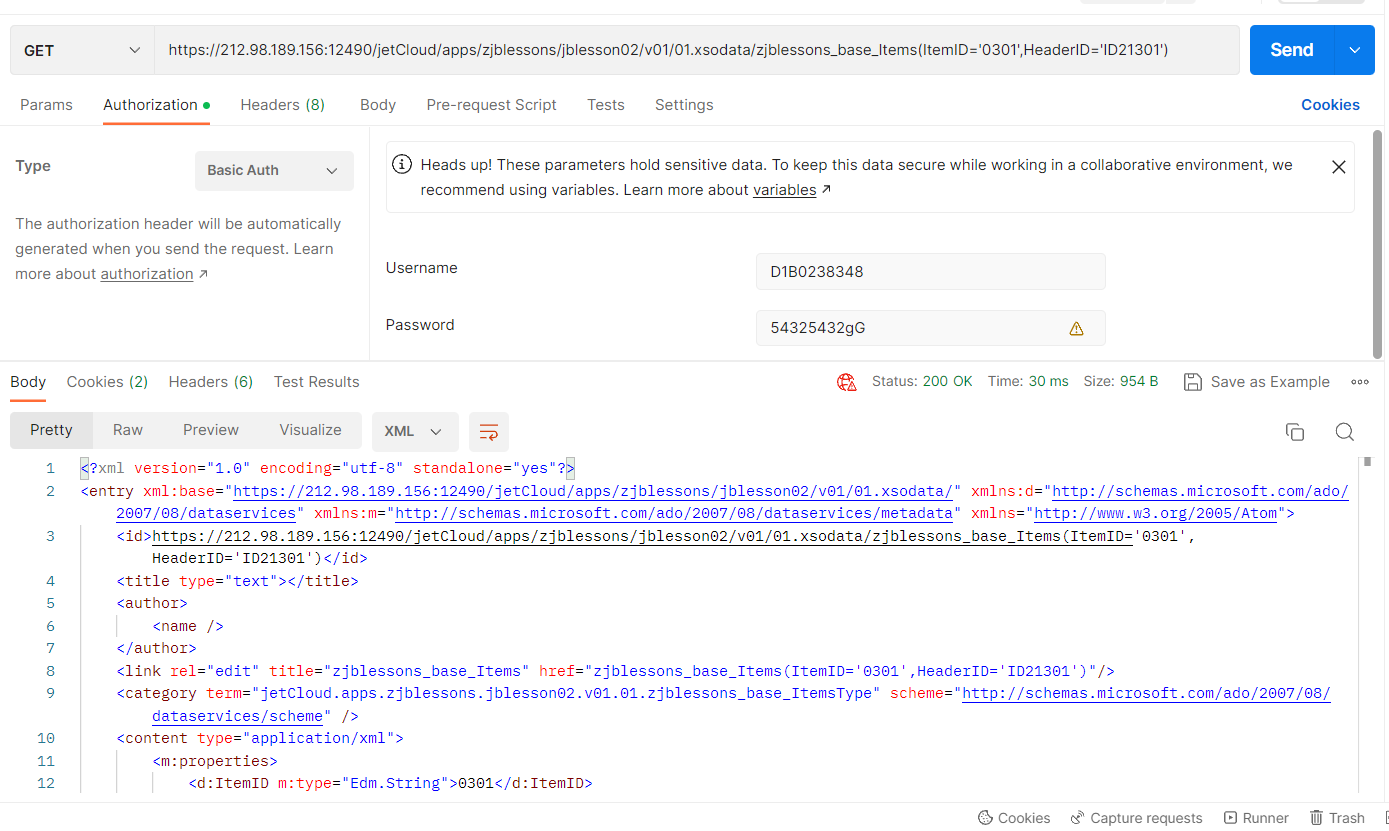 GET https://212.98.189.156:12490/jetCloud/apps/zjblessons/jblesson02/v01/01.xsodata/zjblessons_base_Items(ItemID='0301',HeaderID='ID21301') Send
Params Authorization Headers (8) Body Pre-request Script Tests Settings Cookies
Type Basic Auth
The authorization header will be automatically
generated when you send the request. Learn
more about authorization ↗
Heads up! These parameters hold sensitive data. To keep this data secure while working in a collaborative environment, we
recommend using variables. Learn more about variables ↗
Username D1B0238348
Password 54325432gG
Body Cookies (2) Headers (6) Test Results Status: 200 OK Time: 30 ms Size: 954 B Save as Example
Pretty Raw Preview Visualize XML
1 <?xml version="1.0" encoding="utf-8" standalone="yes"?>
2 <entry xml:base="https://212.98.189.156:12490/jetCloud/apps/zjblessons/jblesson02/v01/01.xsodata/" xmlns:d="http://schemas.microsoft.com/ado/
2007/08/dataservices" xmlns:m="http://schemas.microsoft.com/ado/2007/08/dataservices/metadata" xmlns="http://www.w3.org/2005/Atom">
3 <id>https://212.98.189.156:12490/jetCloud/apps/zjblessons/jblesson02/v01/01.xsodata/zjblessons_base_Items(ItemID='0301',
HeaderID='ID21301')</id>
4 <title type="text"></title>
5 <author>
6 <name />
7 </author>
8 <link rel="edit" title="zjblessons_base_Items" href="zjblessons_base_Items(ItemID='0301',HeaderID='ID21301')"/>
9 <category term="jetCloud.apps.zjblessons.jblesson02.v01.01.zjblessons_base_ItemsType" scheme="http://schemas.microsoft.com/ado/2007/08/
dataservices/scheme" />
10 <content type="application/xml">
11 <m:properties>
12 <d:ItemID m:type="Edm.String">0301</d:ItemID>
Cookies Capture requests Runner Trash